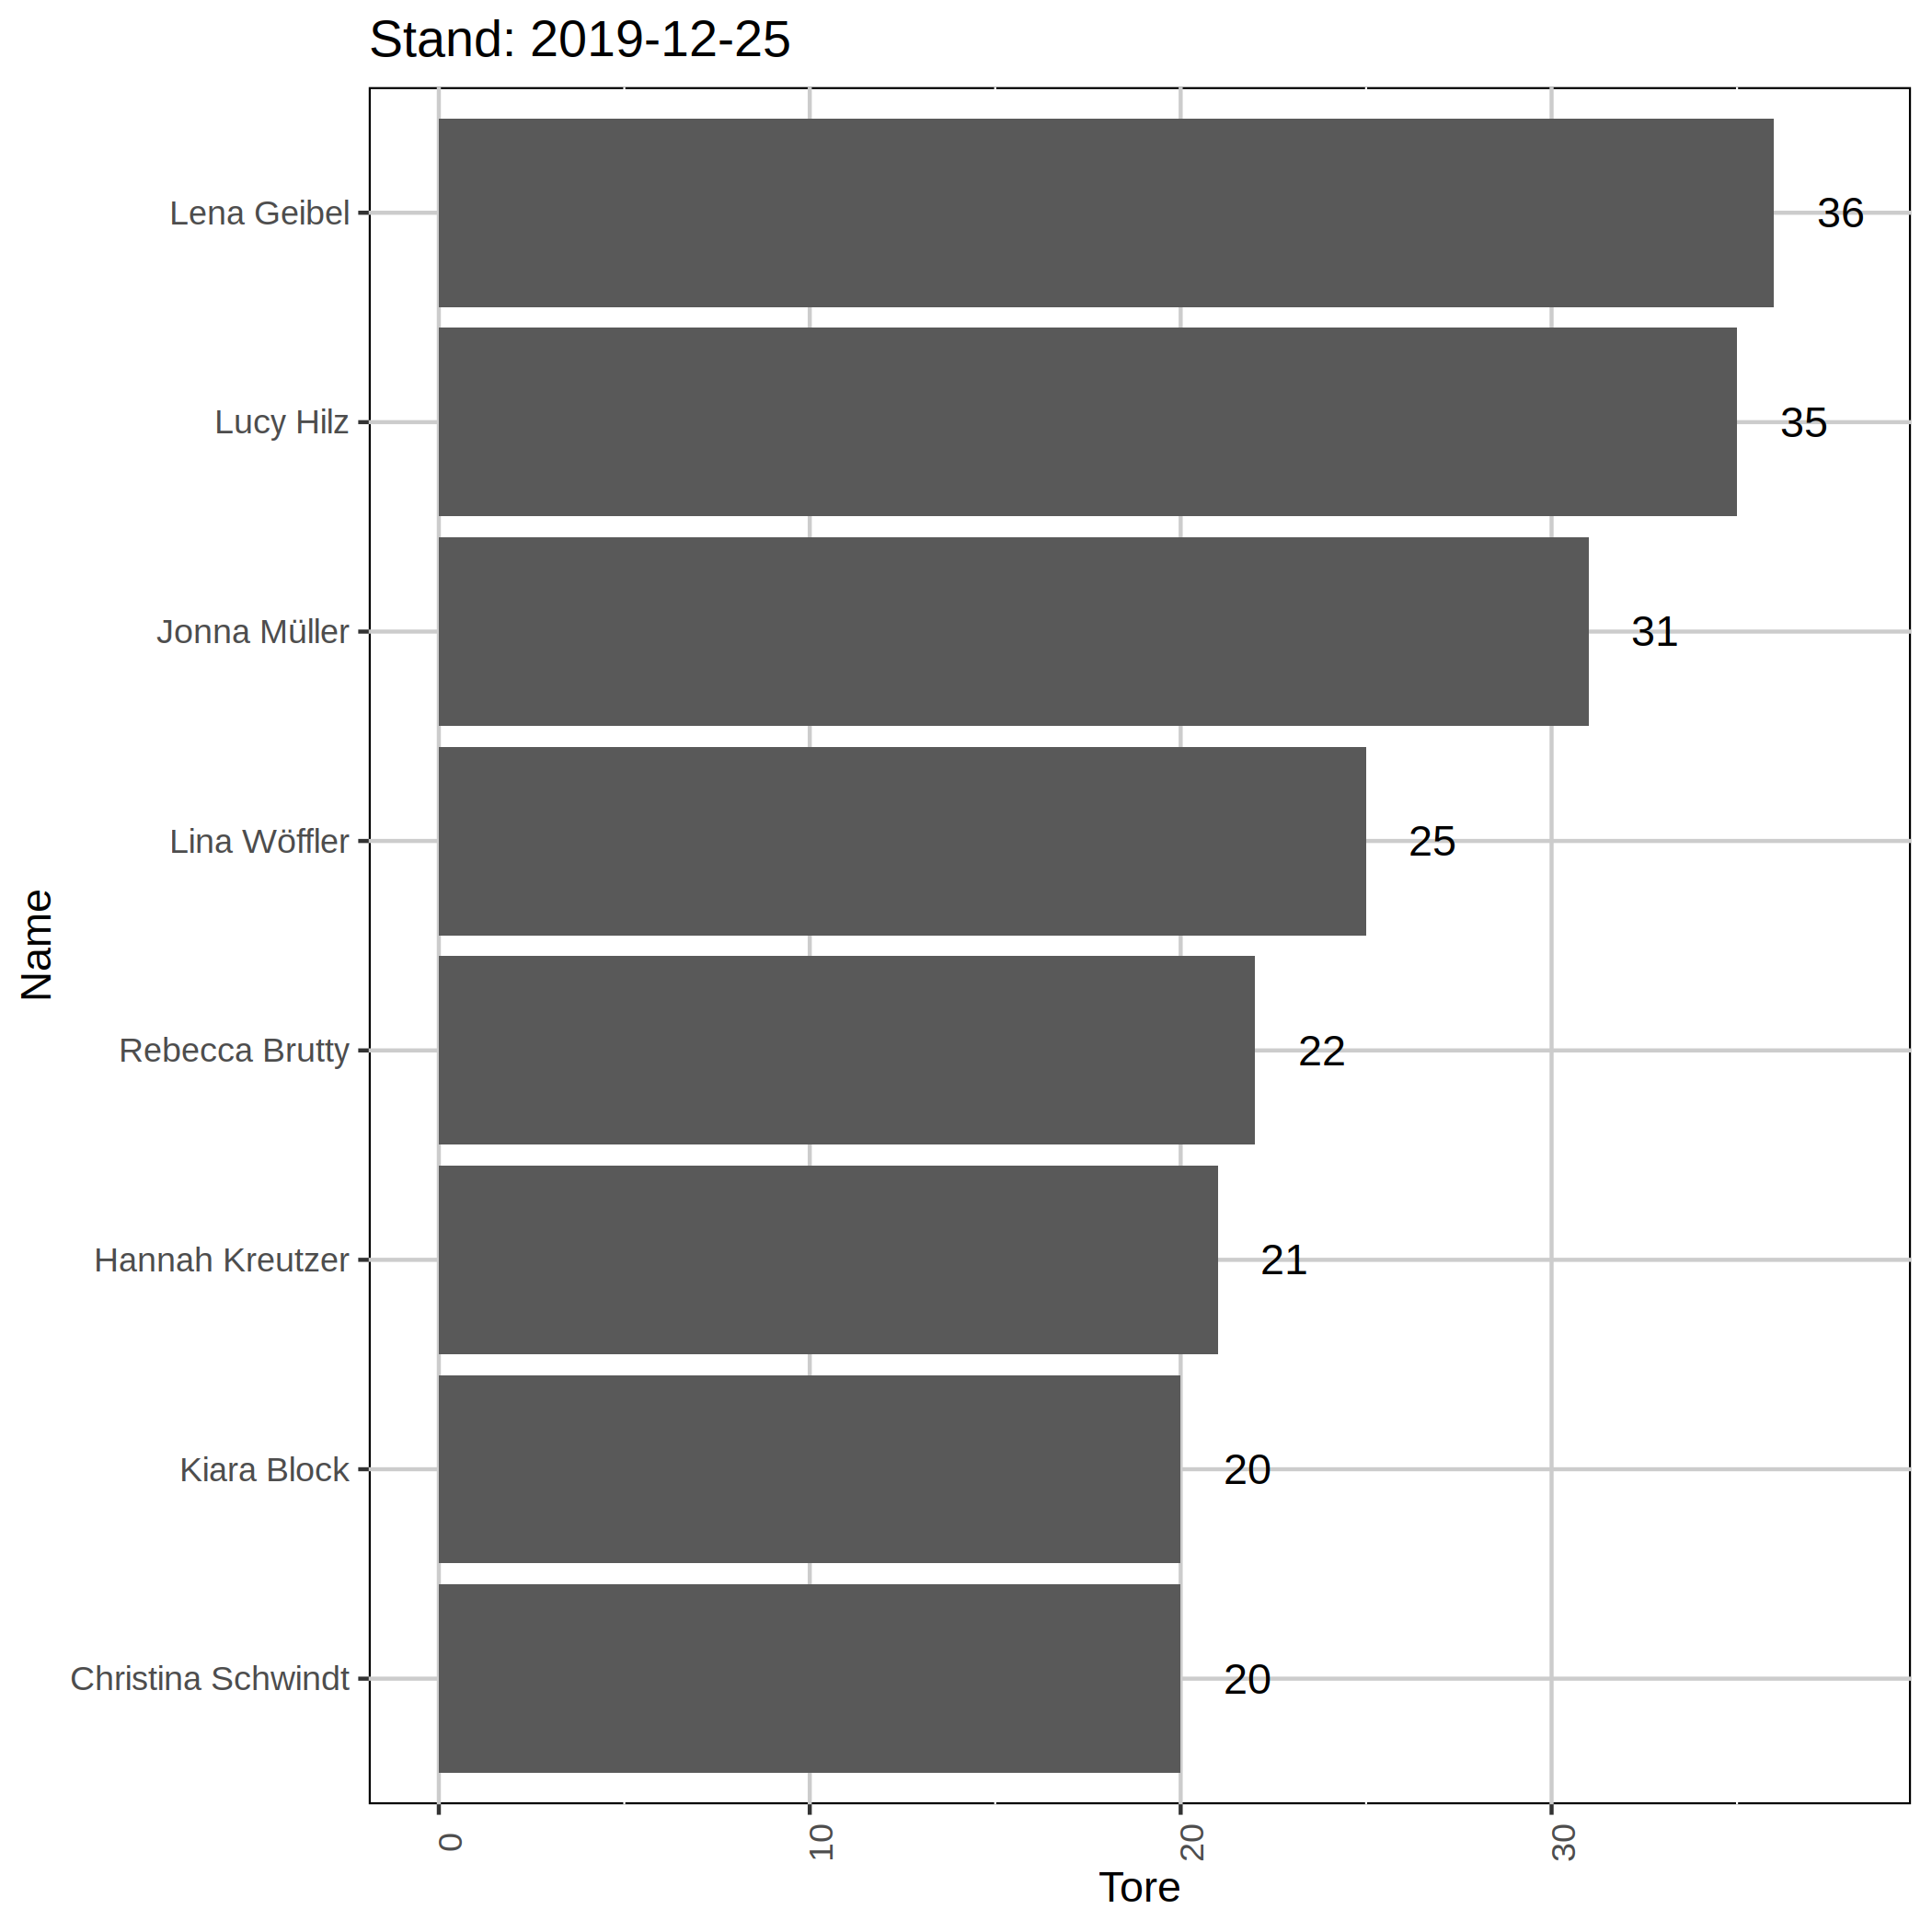 Stand: 2019-12-25
Lena Geibel 36
Lucy Hilz 35
Jonna Müller 31
Lina Wöffler 25
Name
Rebecca Brutty 22
Hannah Kreutzer 21
Kiara Block 20
Christina Schwindt 20
0 10 20 30
Tore